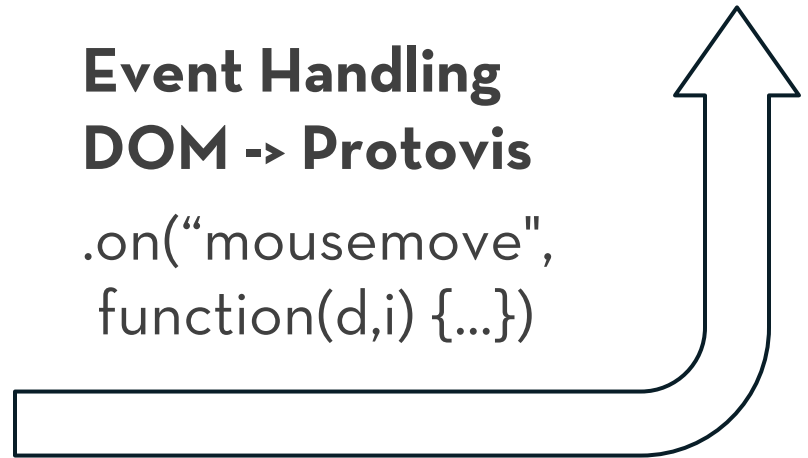 Event Handling
DOM -> Protovis
.on(“mousemove",
function(d,i) {...})